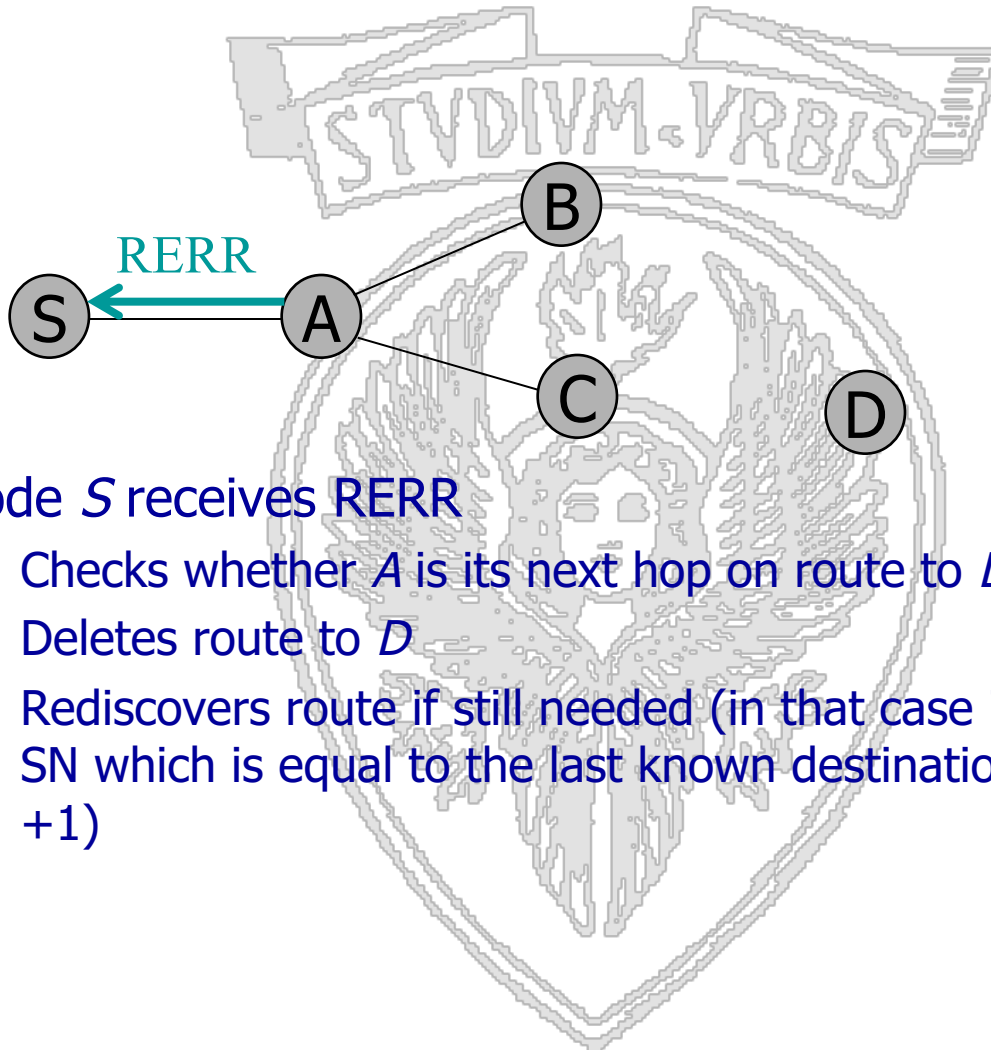 STVDIVM VRBIS
B
RERR
S
A
C
D
ode S receives RERR
Checks whether A is its next hop on route to
Deletes route to D
Rediscovers route if still needed (in that case
SN which is equal to the last known destinatio
+1)